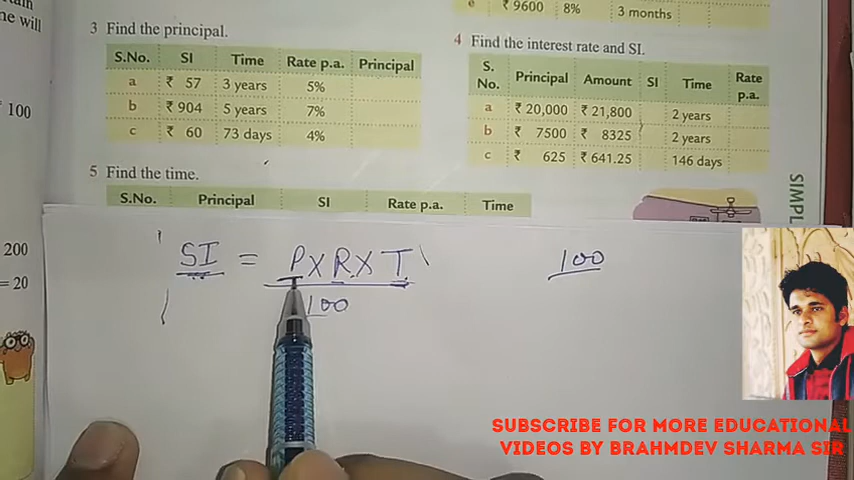 he will
100
200
= 20
e ₹ 9600 8% 3 months
3 Find the principal.
S.No. SI Time Rate p.a. Principal
a ₹ 57 3 years 5%
b ₹ 904 5 years 7%
c ₹ 60 73 days 4%
4 Find the interest rate and SI.
S. No. Principal Amount SI Time Rate p.a.
a ₹ 20,000 ₹ 21,800 2 years
b ₹ 7500 ₹ 8325 2 years
c ₹ 625 ₹ 641.25 146 days
5 Find the time.
S.No. Principal SI Rate p.a. Time
SIMPL
SI = P X R X T
100
100
SUBSCRIBE FOR MORE EDUCATIONAL
VIDEOS BY BRAHMDEV SHARMA SIR